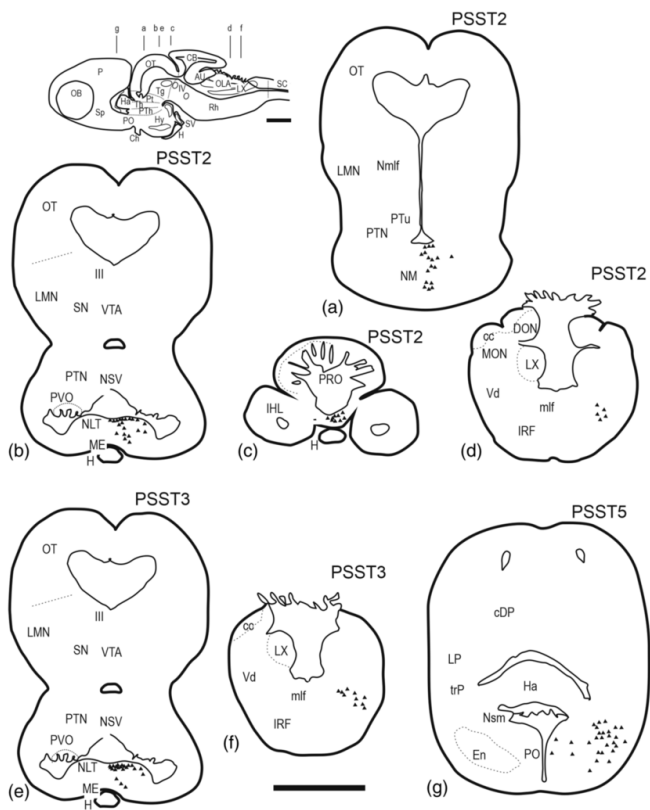 g a b e c d f
P OT CB
AU OLA LX SC
OB Ha Th Pt Tg IV O Rh
Sp PTh
PO Hy SV
Ch H
PSST2
OT
LMN Nmlf
PTu
PTN
NM
(a)
PSST2
OT
III
LMN SN VTA
PTN NSV
PVO
NLT
ME
H
(b)
PSST2
PRO
IHL
H
(c)
PSST2
cc DON
MON
LX
Vd mlf
IRF
(d)
PSST3
OT
III
LMN
SN VTA
PTN NSV
PVO
NLT
ME
H
(e)
PSST3
cc
LX
Vd
mlf
IRF
(f)
PSST5
cDP
LP
trP Ha
Nsm
En PO
(g)